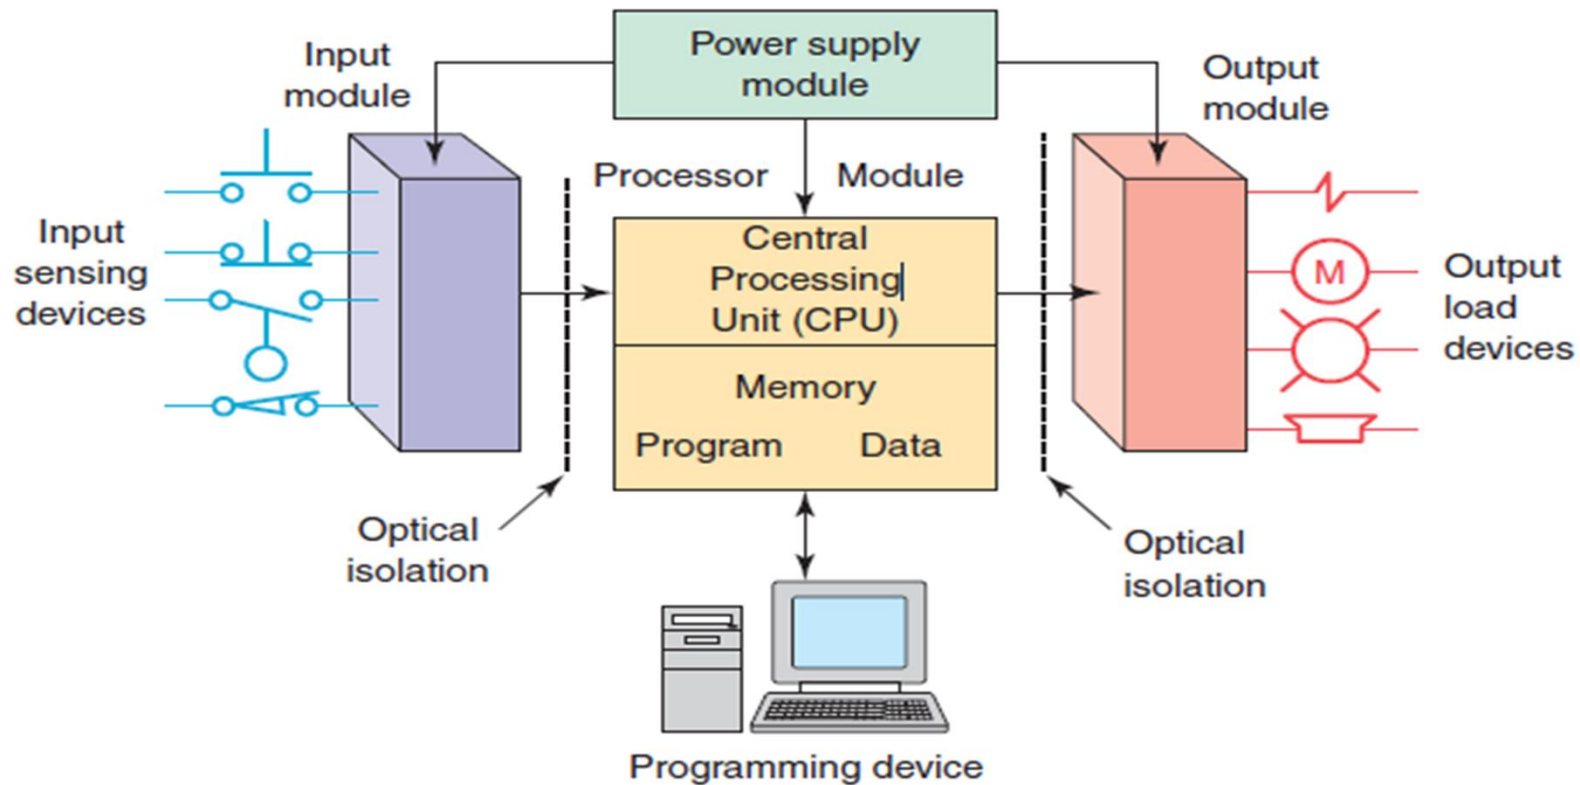 Power supply
module
Input
module
Output
module
Processor Module
Input
sensing
devices
Central
Processing
Unit (CPU)
M
Output
load
devices
Memory
Program Data
Optical
isolation
Optical
isolation
Programming device